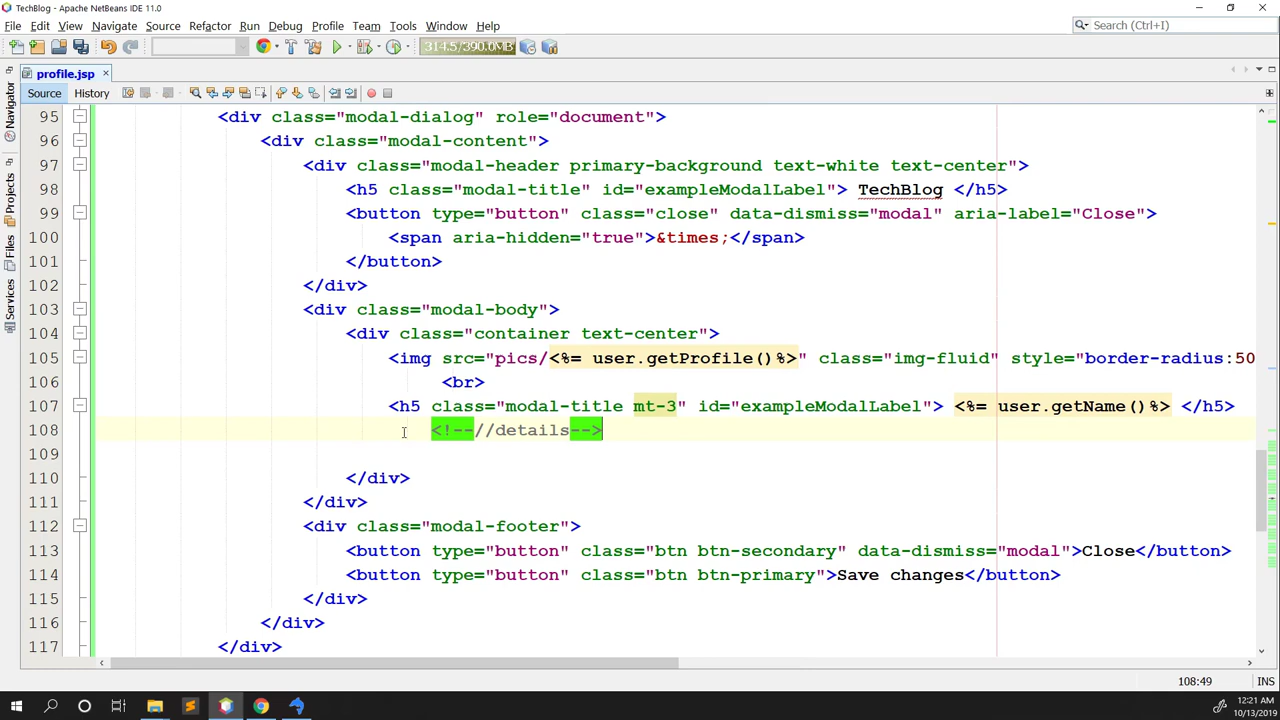 TechBlog - Apache NetBeans IDE 11.0
File Edit View Navigate Source Refactor Run Debug Profile Team Tools Window Help
Search (Ctrl+I)
314.5/390.0MB
profile.jsp
Source History
Navigator
Projects
Files
Services
95 <div class="modal-dialog" role="document">
96 <div class="modal-content">
97 <div class="modal-header primary-background text-white text-center">
98 <h5 class="modal-title" id="exampleModalLabel"> TechBlog </h5>
99 <button type="button" class="close" data-dismiss="modal" aria-label="Close">
100 <span aria-hidden="true">&times;</span>
101 </button>
102 </div>
103 <div class="modal-body">
104 <div class="container text-center">
105 <img src="pics/<%= user.getProfile()%>" class="img-fluid" style="border-radius:50
106 <br>
107 <h5 class="modal-title mt-3" id="exampleModalLabel"> <%= user.getName()%> </h5>
108 <!--//details-->
109
110 </div>
111 </div>
112 <div class="modal-footer">
113 <button type="button" class="btn btn-secondary" data-dismiss="modal">Close</button>
114 <button type="button" class="btn btn-primary">Save changes</button>
115 </div>
116 </div>
117 </div>
108:49 INS
12:21 AM
10/13/2019